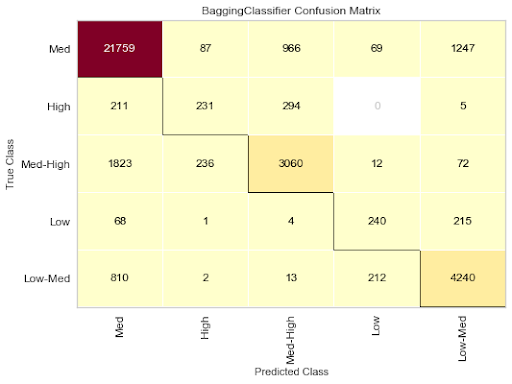 BaggingClassifier Confusion Matrix
True Class
Med 21759 87 966 69 1247
High 211 231 294 0 5
Med-High 1823 236 3060 12 72
Low 68 1 4 240 215
Low-Med 810 2 13 212 4240
Med High Med-High Low Low-Med
Predicted Class